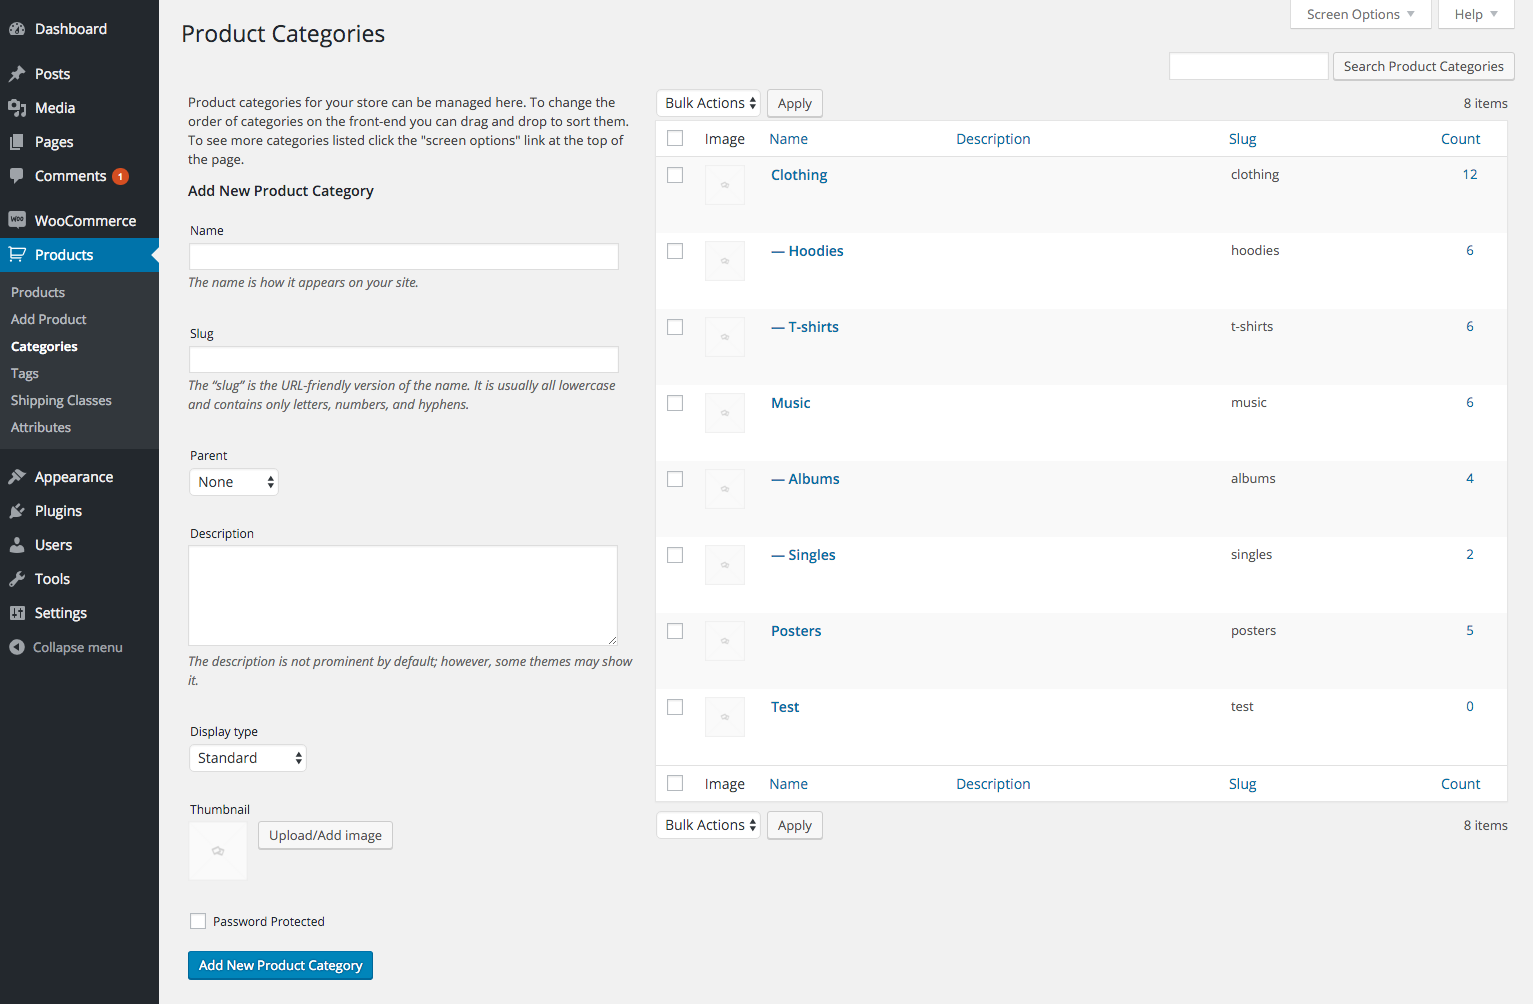 Dashboard
Posts
Media
Pages
Comments 1
WooCommerce
Products
Products
Add Product
Categories
Tags
Shipping Classes
Attributes
Appearance
Plugins
Users
Tools
Settings
Collapse menu
Screen Options
Help
Product Categories
Search Product Categories
Product categories for your store can be managed here. To change the
order of categories on the front-end you can drag and drop to sort them.
To see more categories listed click the "screen options" link at the top of
the page.
Add New Product Category
Name
The name is how it appears on your site.
Slug
The “slug” is the URL-friendly version of the name. It is usually all lowercase
and contains only letters, numbers, and hyphens.
Parent
None
Description
The description is not prominent by default; however, some themes may show
it.
Display type
Standard
Thumbnail
Upload/Add image
Password Protected
Add New Product Category
Bulk Actions Apply 8 items
Image Name Description Slug Count
Clothing clothing 12
— Hoodies hoodies 6
— T-shirts t-shirts 6
Music music 6
— Albums albums 4
— Singles singles 2
Posters posters 5
Test test 0
Image Name Description Slug Count
Bulk Actions Apply 8 items